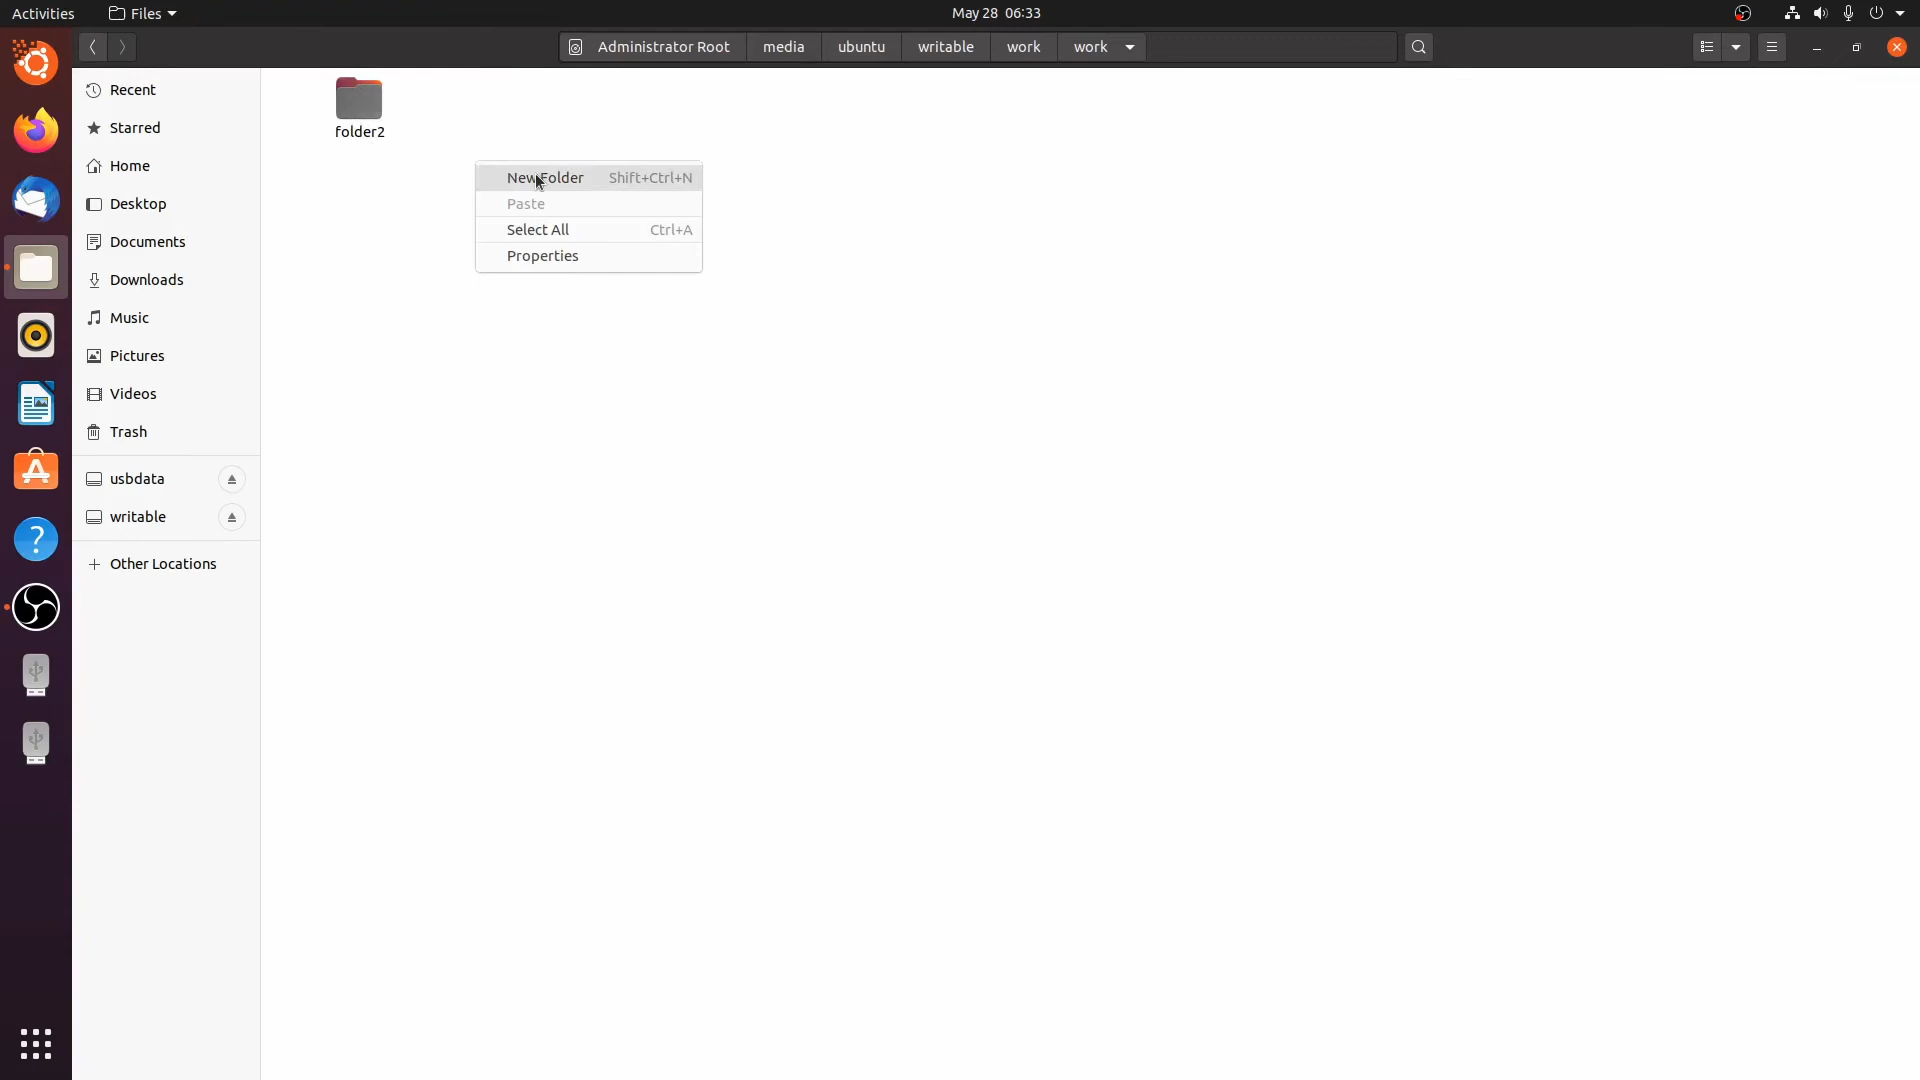 Activities Files May 28 06:33
Administrator Root media ubuntu writable work work
Recent
Starred
Home
Desktop
Documents
Downloads
Music
Pictures
Videos
Trash
usbdata
writable
Other Locations
folder2
New Folder Shift+Ctrl+N
Paste
Select All Ctrl+A
Properties